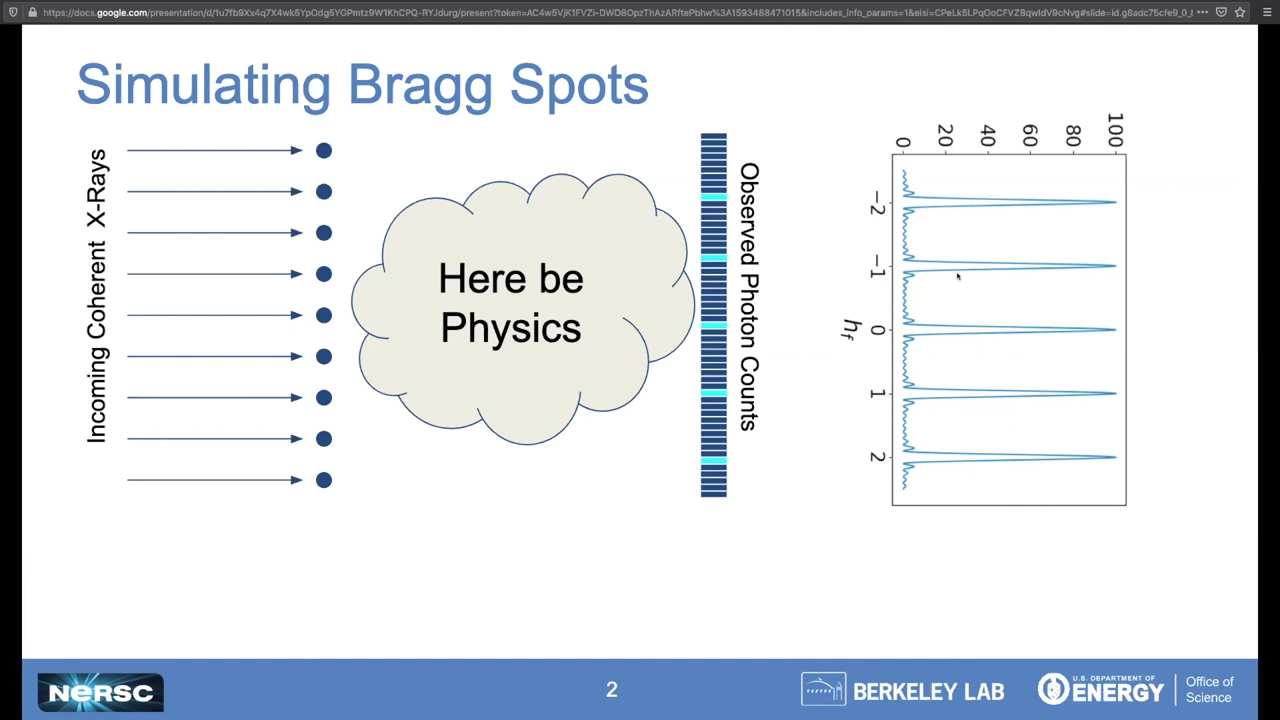 Simulating Bragg Spots
Incoming Coherent X-Rays
Here be
Physics
Observed Photon Counts
0
20
40
60
80
100
−2
−1
0
1
2
h_f
NERSC
2
BERKELEY LAB
U.S. DEPARTMENT OF
ENERGY
Office of
Science